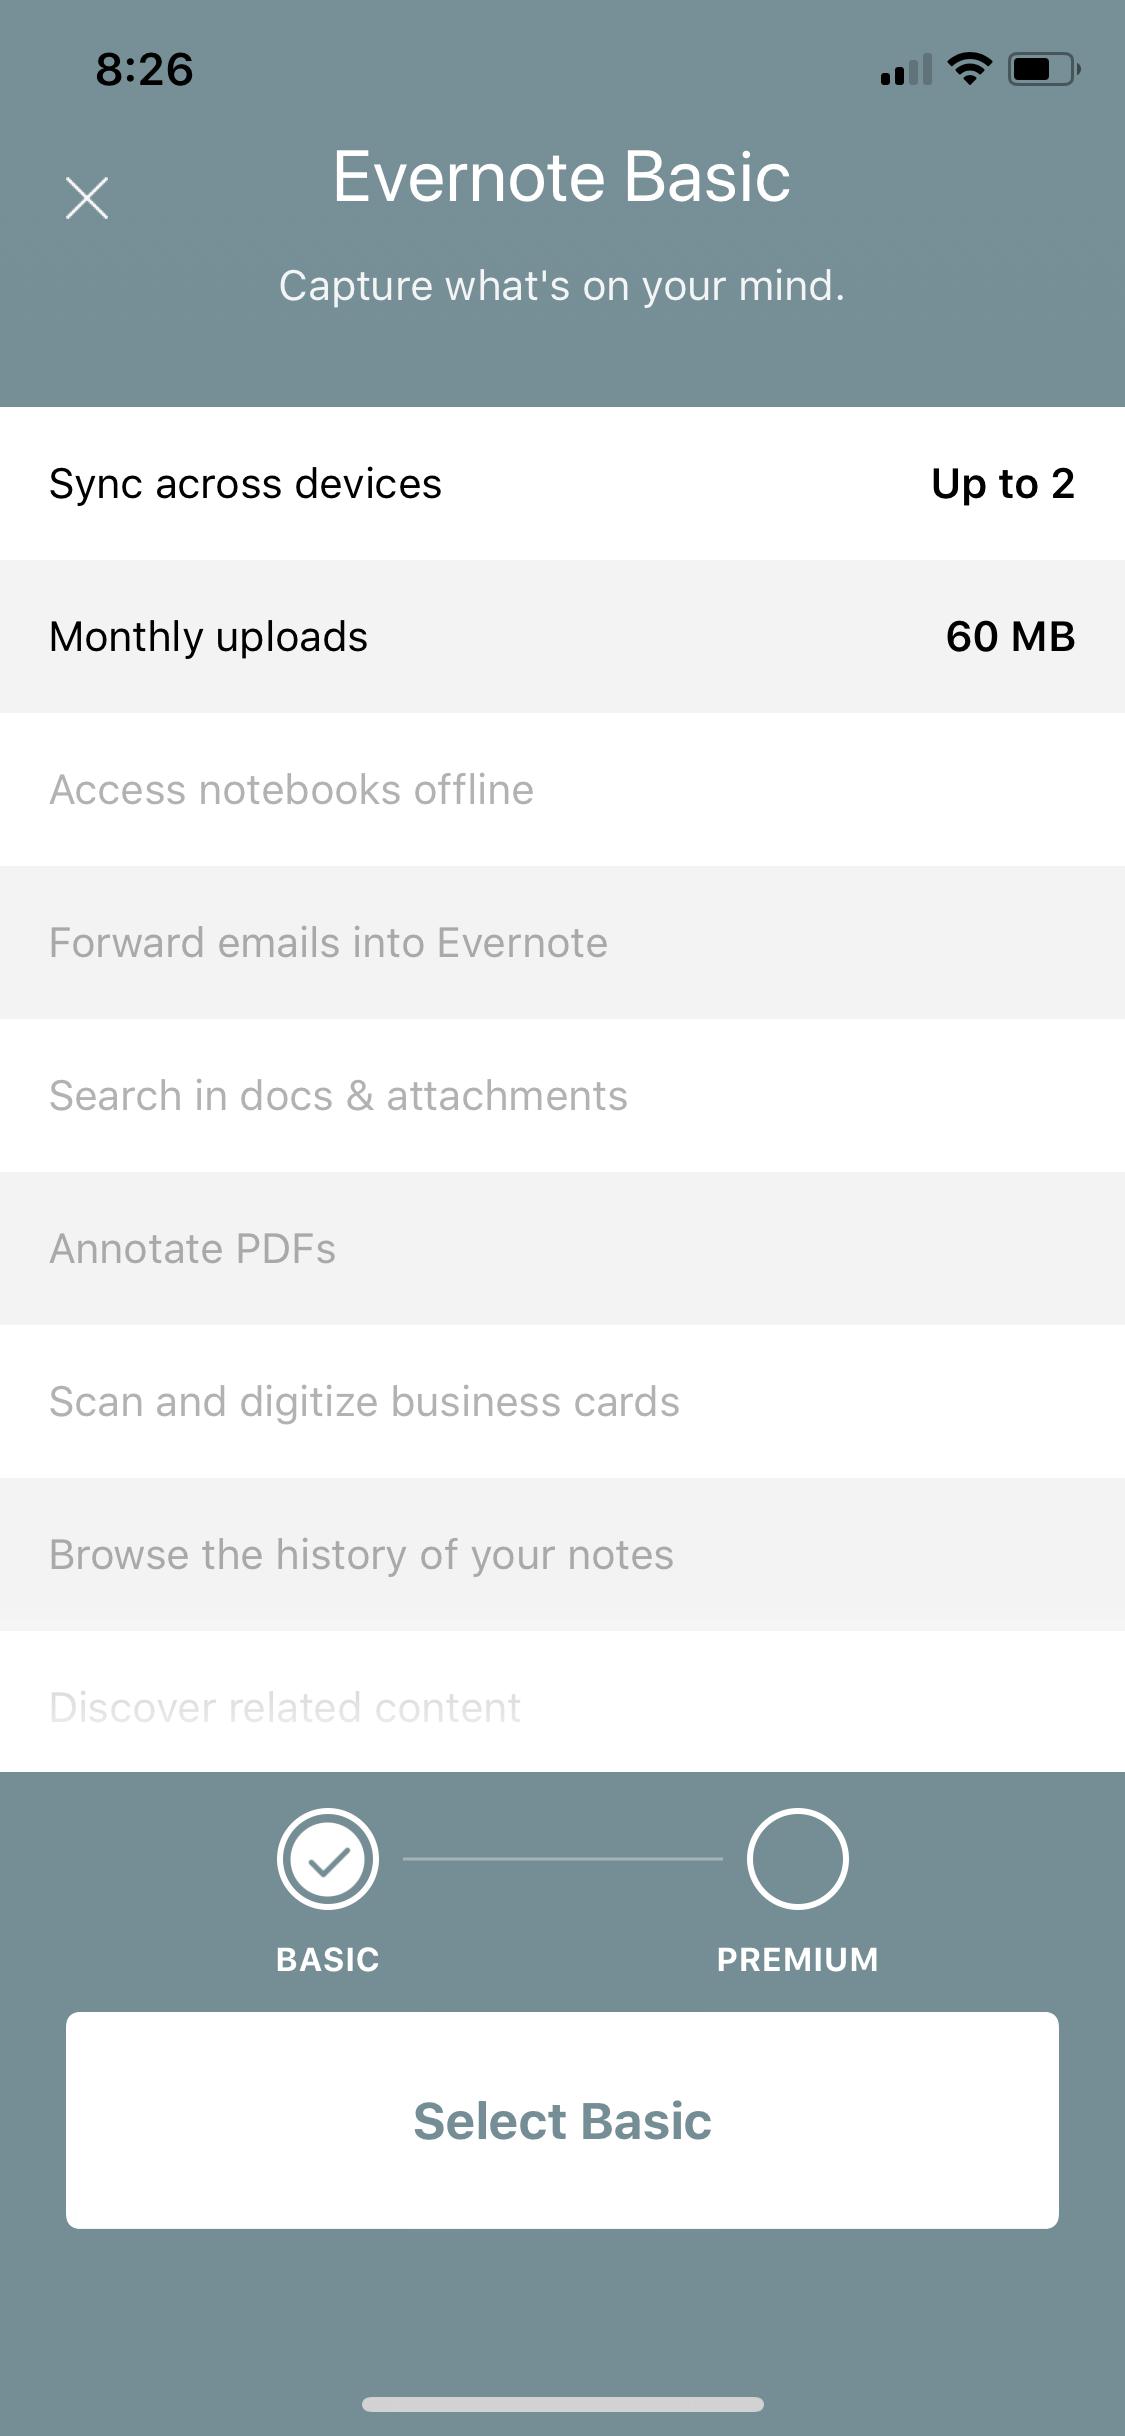 8:26
Evernote Basic
Capture what's on your mind.
Sync across devices Up to 2
Monthly uploads 60 MB
Access notebooks offline
Forward emails into Evernote
Search in docs & attachments
Annotate PDFs
Scan and digitize business cards
Browse the history of your notes
Discover related content
BASIC PREMIUM
Select Basic